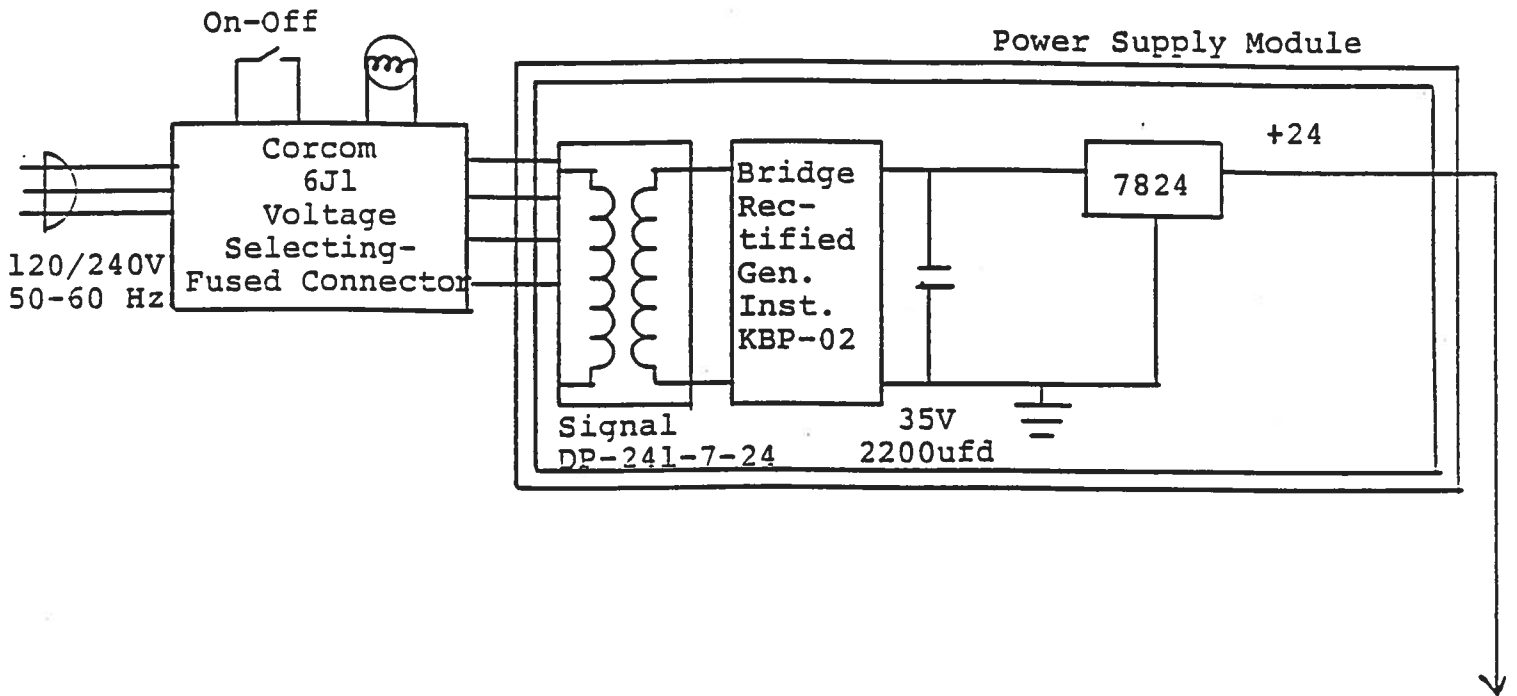 On-Off
Power Supply Module
Corcom
6J1
Voltage
Selecting-
Fused Connector
120/240V
50-60 Hz
Bridge
Rec-
tified
Gen.
Inst.
KBP-02
7824
+24
Signal
DP-241-7-24
35V
2200ufd